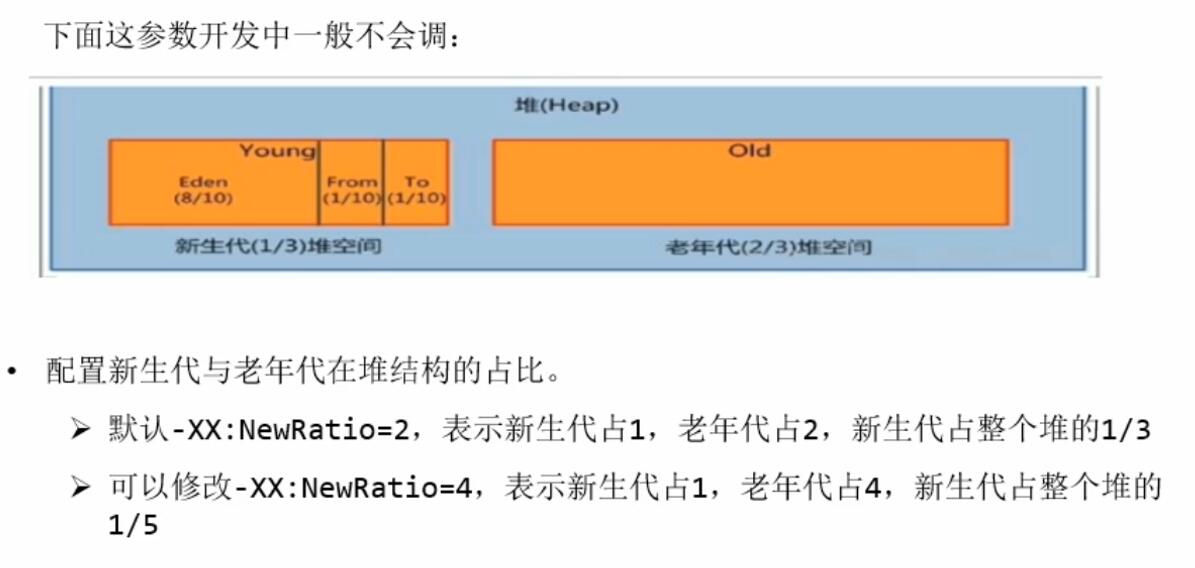 下面这参数开发中一般不会调：
堆(Heap)
Young
Old
Eden
(8/10)
From
(1/10)
To
(1/10)
新生代(1/3)堆空间
老年代(2/3)堆空间
• 配置新生代与老年代在堆结构的占比。
➢ 默认-XX:NewRatio=2，表示新生代占1，老年代占2，新生代占整个堆的1/3
➢ 可以修改-XX:NewRatio=4，表示新生代占1，老年代占4，新生代占整个堆的
1/5